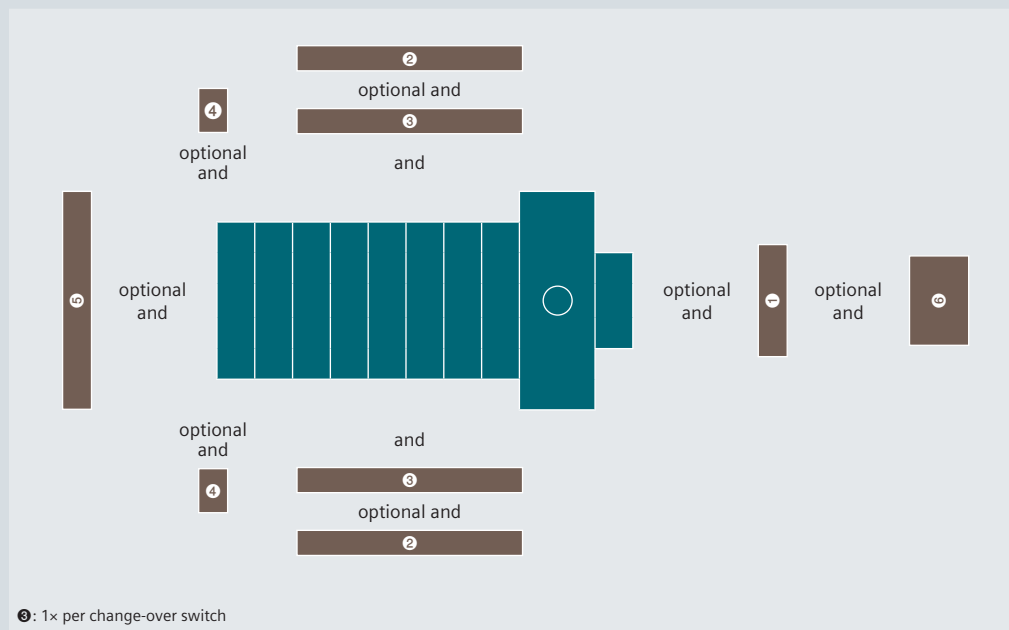 ❷
optional and
❹
❸
optional
and
and
❺
optional
and
optional
and
❶
optional
and
❻
optional
and
and
❹
❸
optional and
❷
❸: 1× per change-over switch